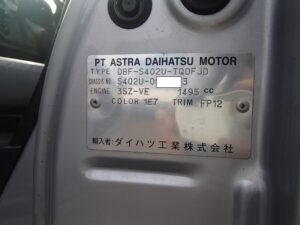 PT ASTRA DAIHATSU MOTOR
TYPE DBF-S402U-TQDFJD
CHASSIS NO S402U-0 3
ENGINE 3SZ-VE 1495 cc
COLOR 1E7 TRIM FP12
輸入者:ダイハツ工業株式会社